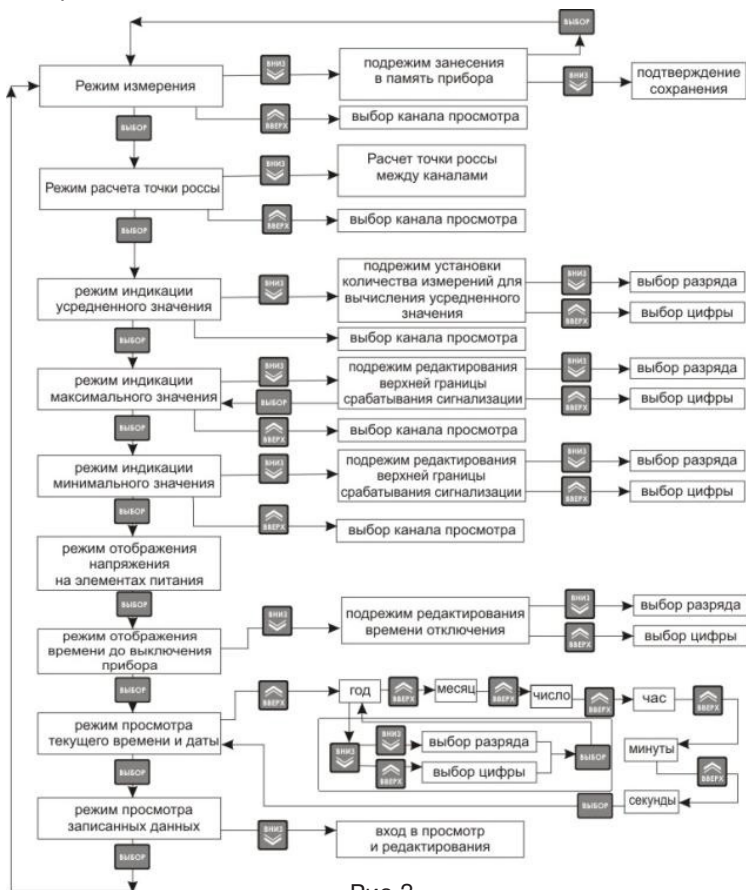 ВЫБОР
Режим измерения
ВНИЗ
подрежим занесения
в память прибора
ВНИЗ
подтверждение
сохранения
ВВЕРХ
выбор канала просмотра
ВЫБОР
Режим расчета точки россы
ВНИЗ
Расчет точки россы
между каналами
ВВЕРХ
выбор канала просмотра
ВЫБОР
режим индикации
усредненного значения
ВНИЗ
подрежим установки
количества измерений для
вычисления усредненного
значения
ВНИЗ
выбор разряда
ВВЕРХ
выбор цифры
выбор канала просмотра
ВЫБОР
режим индикации
максимального значения
ВНИЗ
ВЫБОР
подрежим редактирования
верхней границы
срабатывания сигнализации
ВНИЗ
выбор разряда
ВВЕРХ
выбор цифры
ВВЕРХ
выбор канала просмотра
ВЫБОР
режим индикации
минимального значения
ВНИЗ
подрежим редактирования
верхней границы
срабатывания сигнализации
ВНИЗ
выбор разряда
ВВЕРХ
выбор цифры
ВВЕРХ
выбор канала просмотра
ВЫБОР
режим отображения
напряжения
на элементах питания
ВЫБОР
режим отображения
времени до выключения
прибора
ВНИЗ
подрежим редактирования
времени отключения
ВНИЗ
выбор разряда
ВВЕРХ
выбор цифры
ВЫБОР
режим просмотра
текущего времени и даты
ВВЕРХ
год
ВВЕРХ
месяц
ВВЕРХ
число
ВВЕРХ
час
ВВЕРХ
минуты
ВВЕРХ
секунды
ВЫБОР
ВНИЗ
ВНИЗ
выбор разряда
ВВЕРХ
выбор цифры
ВЫБОР
ВЫБОР
режим просмотра
записанных данных
ВНИЗ
вход в просмотр
и редактирования
ВЫБОР